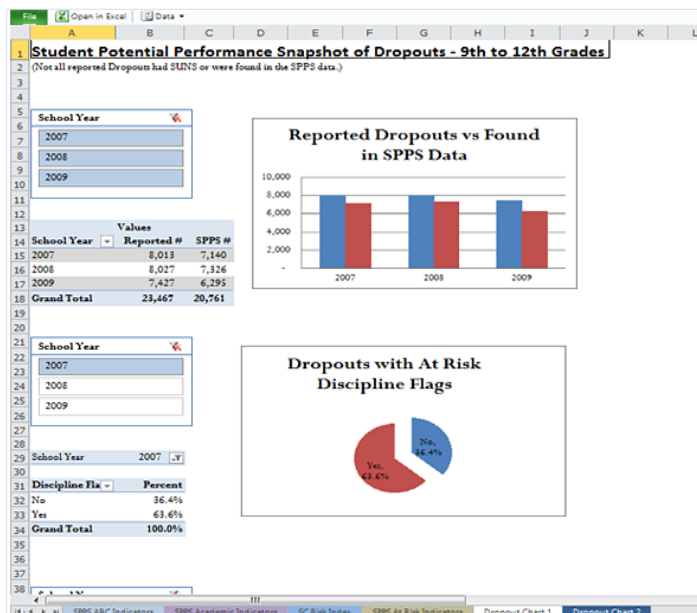 File Open in Excel Data
A B C D E F G H I J K L
1 Student Potential Performance Snapshot of Dropouts - 9th to 12th Grades
2 (Not all reported Dropouts had SUNS or were found in the SPPS data.)
3
4
5
School Year
6
7 2007
8 2008
9
10 2009
11
12
13 Values
14 School Year Reported # SPPS #
15 2007 8,013 7,140
16 2008 8,027 7,326
17 2009 7,427 6,295
18 Grand Total 23,467 20,761
19
20
Reported Dropouts vs Found
in SPPS Data
10,000
8,000
6,000
4,000
2,000
-
2007 2008 2009
21
School Year
22
23 2007
24 2008
25
26 2009
27
28
29 School Year 2007
30
31 Discipline Fla Percent
32 No 36.4%
33 Yes 63.6%
34 Grand Total 100.0%
35
36
37
38
Dropouts with At Risk
Discipline Flags
No,
36.4%
Yes,
63.6%
SPPS ABC Indicators SPPS Academic Indicators SC Risk Index SPPS At Risk Indicators Dropout Chart 1 Dropout Chart 2